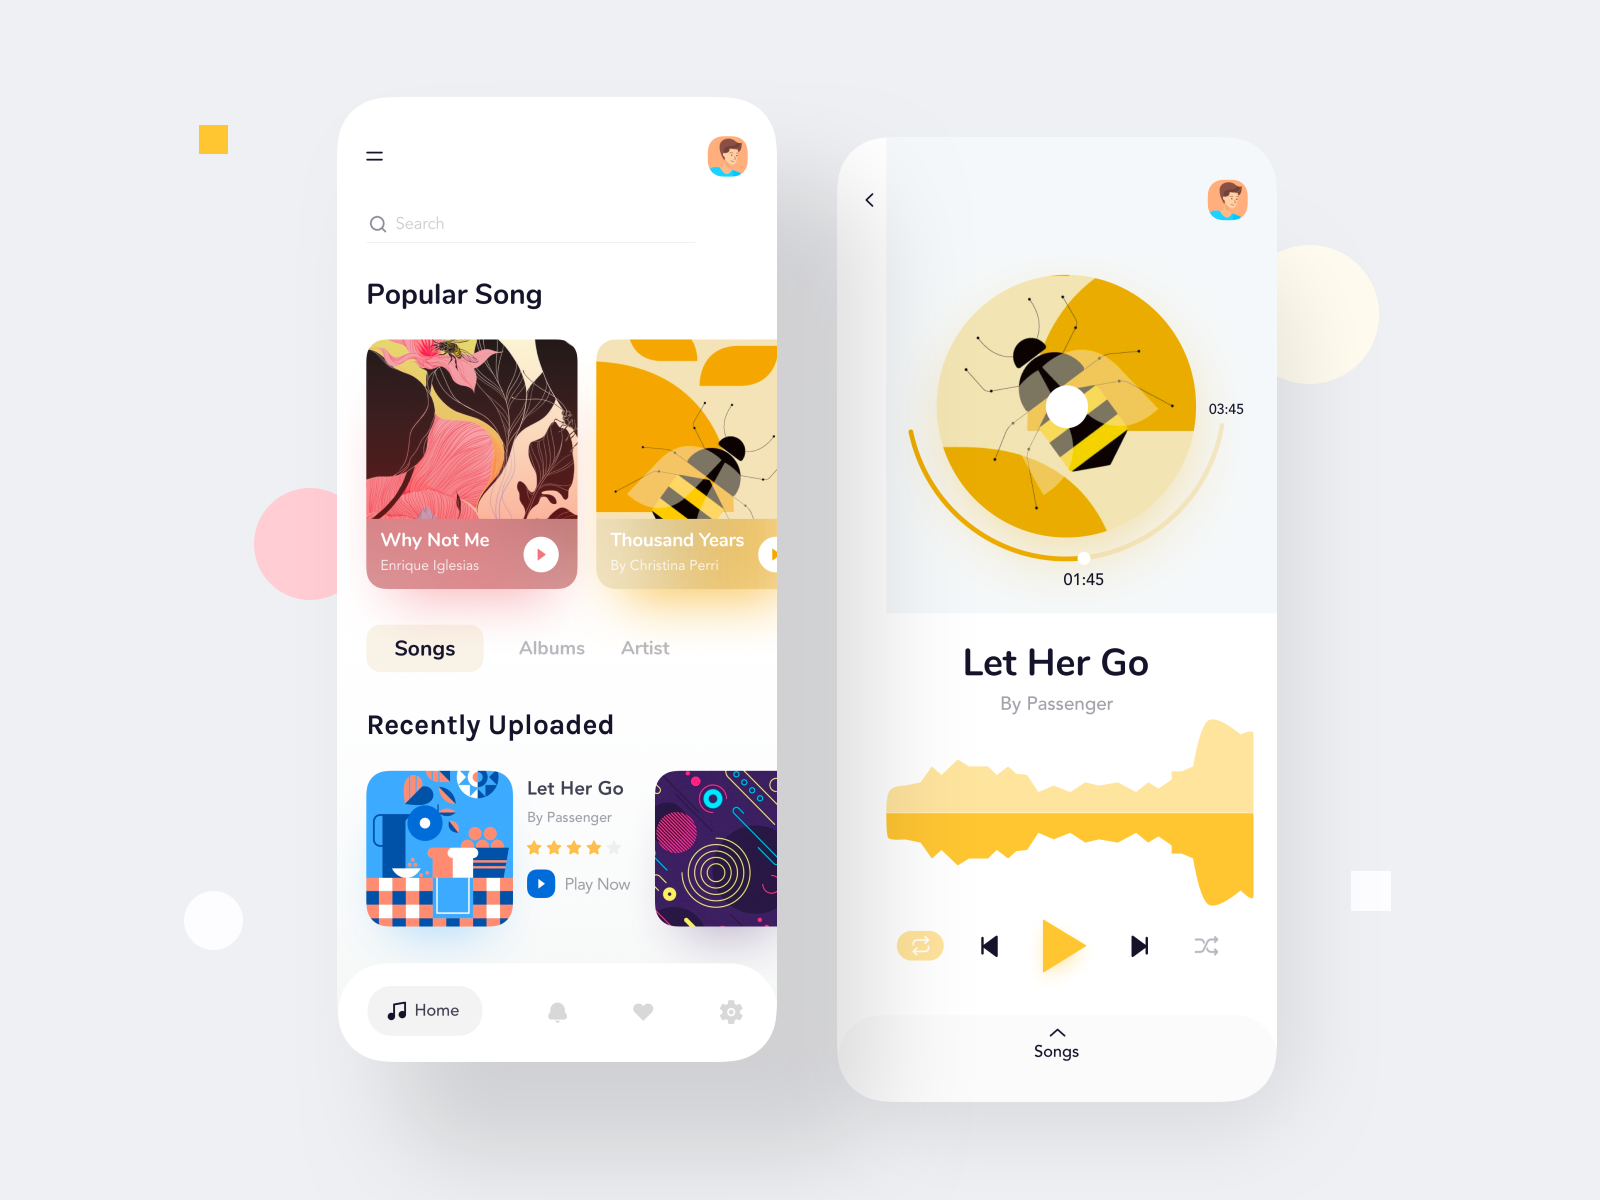 Search
Popular Song
Why Not Me
Enrique Iglesias
Thousand Years
By Christina Perri
Songs
Albums
Artist
Recently Uploaded
Let Her Go
By Passenger
Play Now
Home
03:45
01:45
Let Her Go
By Passenger
Songs